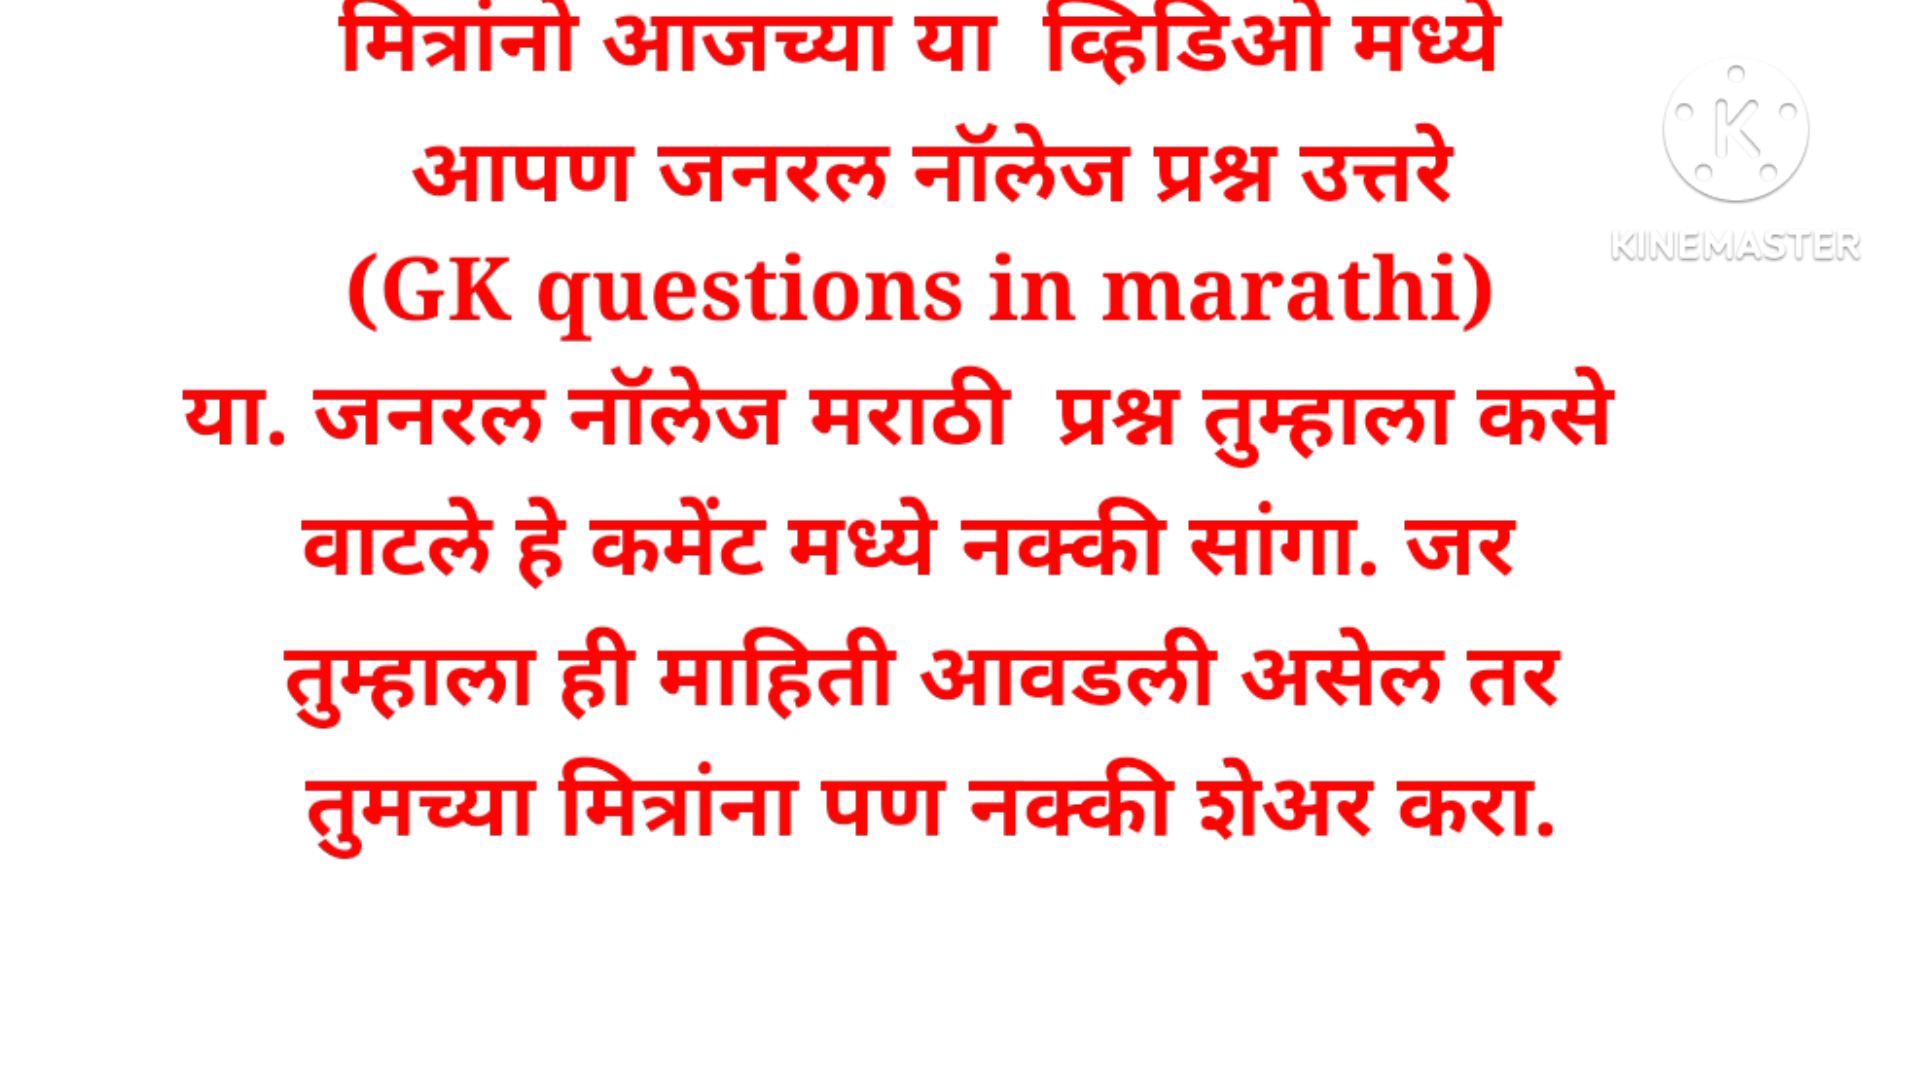 मित्रांनो आजच्या या व्हिडिओ मध्ये
आपण जनरल नॉलेज प्रश्न उत्तरे
(GK questions in marathi)
या. जनरल नॉलेज मराठी प्रश्न तुम्हाला कसे
वाटले हे कमेंट मध्ये नक्की सांगा. जर
तुम्हाला ही माहिती आवडली असेल तर
तुमच्या मित्रांना पण नक्की शेअर करा.
K
KINEMASTER